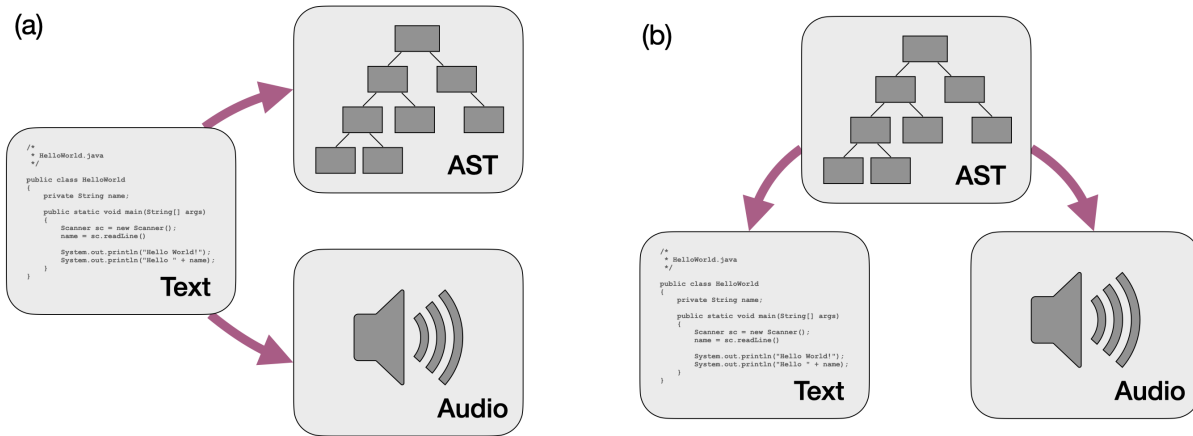 (a)
AST
/*
 * HelloWorld.java
 */
public class HelloWorld
{
    private String name;
    public static void main(String[] args)
    {
        Scanner sc = new Scanner();
        name = sc.readLine()
        System.out.println("Hello World!");
        System.out.println("Hello " + name);
    }
}
Text
Audio
(b)
AST
/*
 * HelloWorld.java
 */
public class HelloWorld
{
    private String name;
    public static void main(String[] args)
    {
        Scanner sc = new Scanner();
        name = sc.readLine()
        System.out.println("Hello World!");
        System.out.println("Hello " + name);
    }
}
Text
Audio